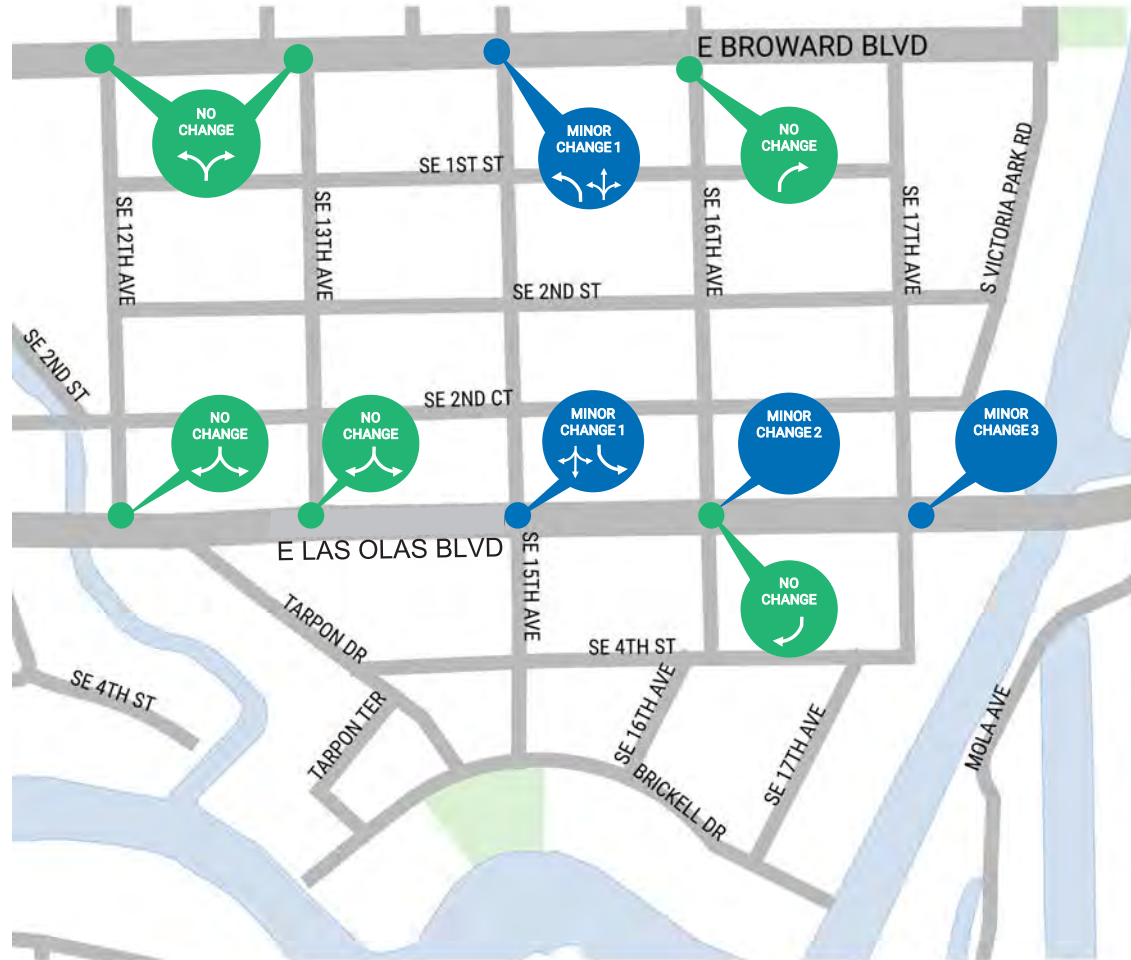 E BROWARD BLVD
NO
CHANGE
MINOR
CHANGE 1
NO
CHANGE
SE 1ST ST
SE 12TH AVE
SE 13TH AVE
SE 16TH AVE
SE 17TH AVE
S VICTORIA PARK RD
SE 2ND ST
SE 2ND ST
SE 2ND CT
NO
CHANGE
NO
CHANGE
MINOR
CHANGE 1
MINOR
CHANGE 2
MINOR
CHANGE 3
E LAS OLAS BLVD
SE 15TH AVE
NO
CHANGE
TARPON DR
SE 4TH ST
SE 4TH ST
TARPON TER
SE 16TH AVE
SE 17TH AVE
BRICKELL DR
MOLA AVE